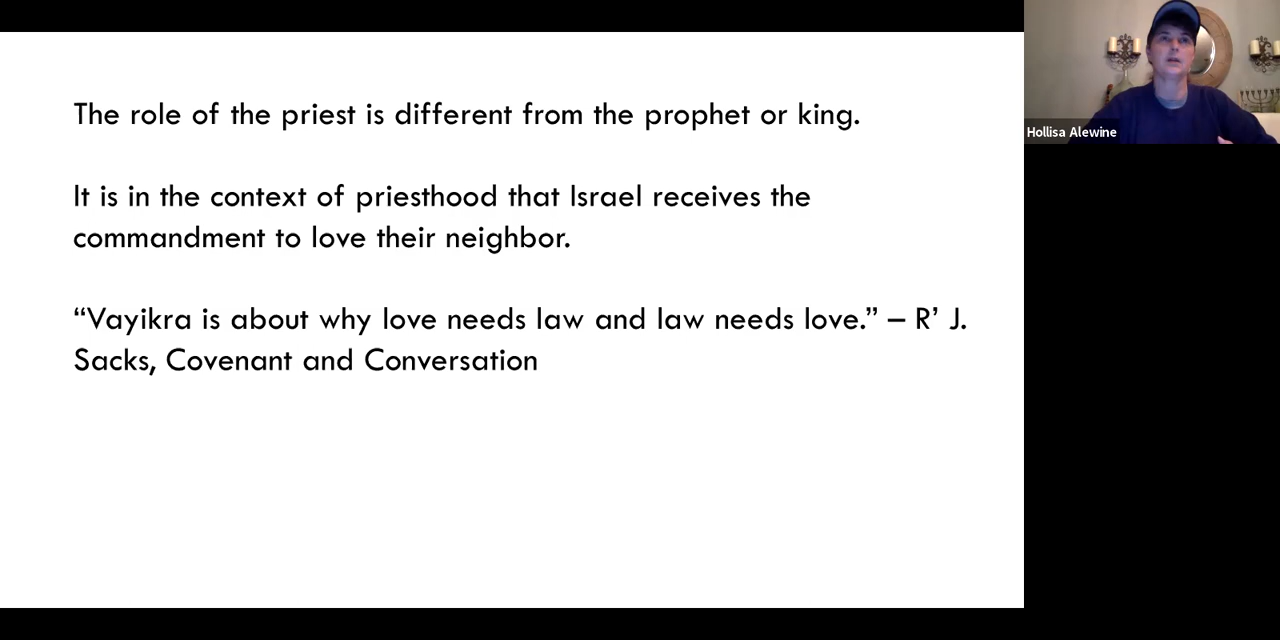 The role of the priest is different from the prophet or king.
It is in the context of priesthood that Israel receives the
commandment to love their neighbor.
“Vayikra is about why love needs law and law needs love.” – R’ J.
Sacks, Covenant and Conversation
Hollisa Alewine